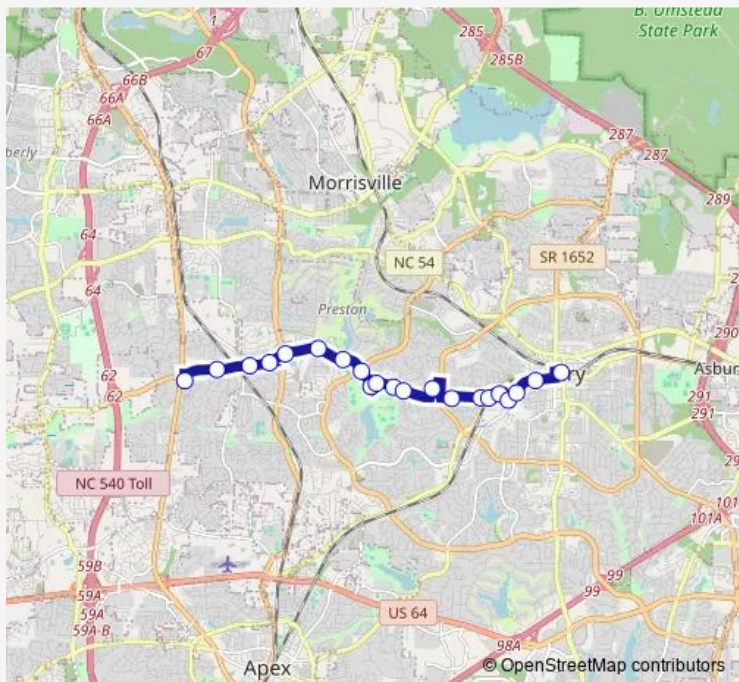 B. Umstead
State Park
1
67
285
285B
66B
66A
66A
287
287
Morrisville
289
64
NC 54
SR 1652
64
Preston
290
62
62
ry
Asbur
291
291
NC 540 Toll
29
101
101A
59B
59A
59A
59A-B
99
99
US 64
98A
Apex
© OpenStreetMap contributors